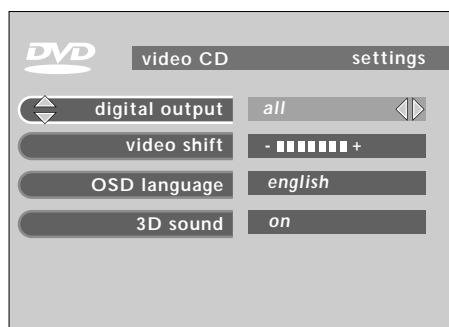 DVD
video CD settings
digital output all
video shift - +
OSD language english
3D sound on